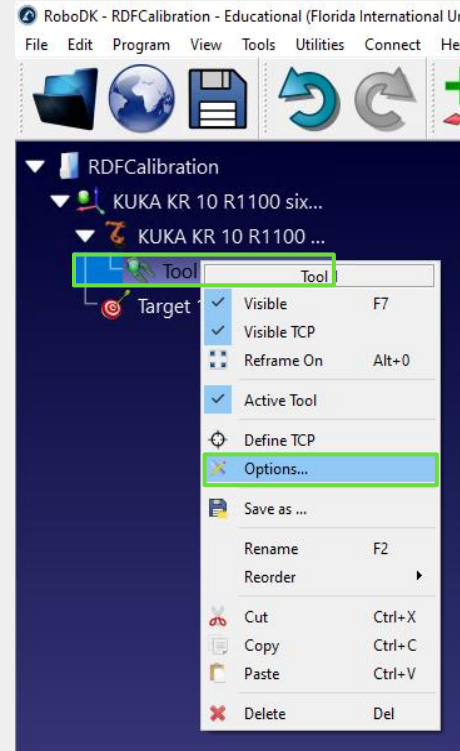 RoboDK - RDFCalibration - Educational (Florida International Un
File Edit Program View Tools Utilities Connect He
RDFCalibration
KUKA KR 10 R1100 six...
KUKA KR 10 R1100 ...
Tool
Tool
Visible F7
Target
Visible TCP
Reframe On Alt+0
Active Tool
Define TCP
Options...
Save as ...
Rename F2
Reorder
Cut Ctrl+X
Copy Ctrl+C
Paste Ctrl+V
Delete Del